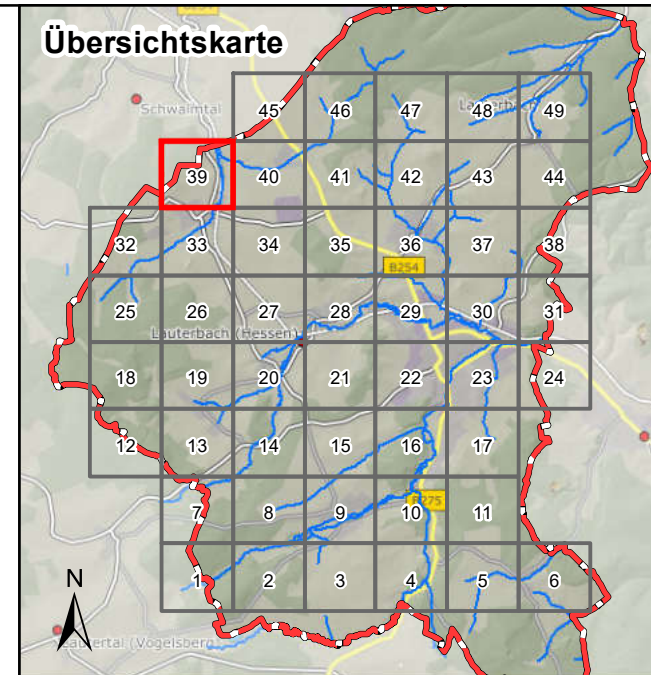 Übersichtskarte
Schwalmtal
45 46 47 48 49
Lauterbach
39 40 41 42 43 44
32 33 34 35 36 37 38
B254
25 26 27 28 29 30 31
Lauterbach (Hessen)
18 19 20 21 22 23 24
12 13 14 15 16 17
7 8 9 10 11
B275
1 2 3 4 5 6
N
Lautertal (Vogelsberg)